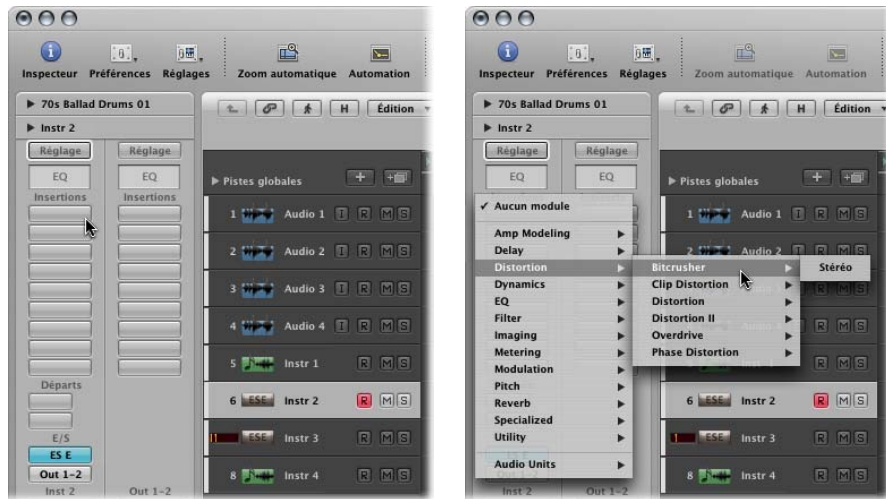 Inspecteur Préférences Réglages Zoom automatique Automation
70s Ballad Drums 01
Édition
Instr 2
Réglage Réglage
EQ EQ
Insertions Insertions
Pistes globales
1 Audio 1 I R M S
2 Audio 2 I R M S
3 Audio 3 I R M S
4 Audio 4 I R M S
5 Instr 1 R M S
6 ESE Instr 2 R M S
ESE Instr 3 R M S
8 Instr 4 R M S
Départs
E/S
ES E
Out 1-2
Inst 2 Out 1-2
Inspecteur Préférences Réglages Zoom automatique Automation
70s Ballad Drums 01
H Édition
Instr 2
Réglage Réglage
EQ EQ
Pistes globales
✓ Aucun module
Amp Modeling
Delay
Distortion
Dynamics
EQ
Filter
Imaging
Metering
Modulation
Pitch
Reverb
Specialized
Utility
Audio Units
Bitcrusher
Clip Distortion
Distortion
Distortion II
Overdrive
Phase Distortion
Stéréo
1 Audio 1 I R M S
6 ESE Instr 2 R M S
ESE Instr 3 R M S
8 Instr 4 R M S
Inst 2 Out 1-2